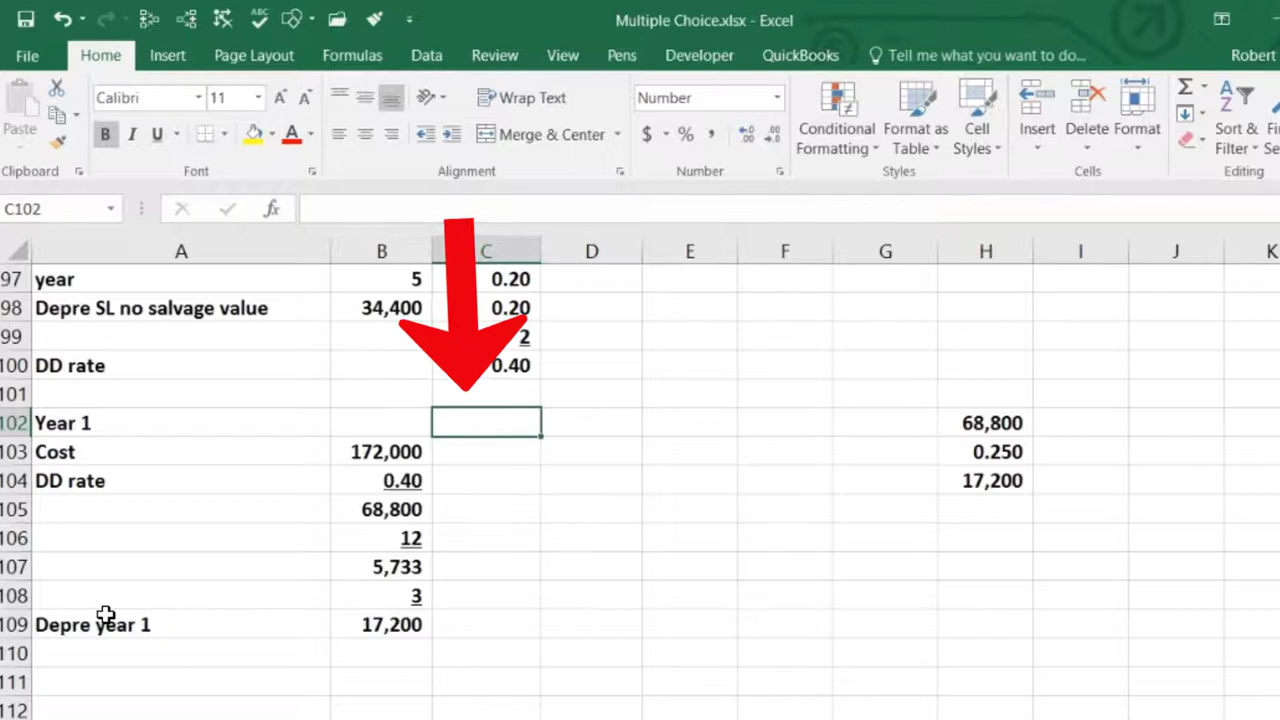 Multiple Choice.xlsx - Excel
File Home Insert Page Layout Formulas Data Review View Pens Developer QuickBooks Tell me what you want to do... Robert
Paste
Calibri 11
B I U A
Wrap Text
Merge & Center
Number
$ % ,
Conditional Formatting
Format as Table
Cell Styles
Insert Delete Format
Sort & Filter
Clipboard Font Alignment Number Styles Cells Editing
C102 fx
A B C D E F G H I J K
97 year 5 0.20
98 Depre SL no salvage value 34,400 0.20
99 2
100 DD rate 0.40
101
102 Year 1 68,800
103 Cost 172,000 0.250
104 DD rate 0.40 17,200
105 68,800
106 12
107 5,733
108 3
109 Depre year 1 17,200
110
111
112